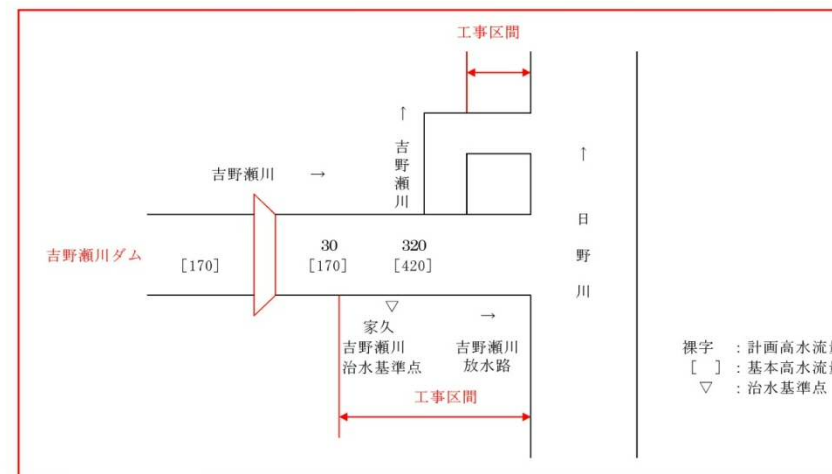 工事区間
↑
吉野瀬川
吉野瀬川 →
↑
日野川
吉野瀬川ダム
[170]
30
[170]
320
[420]
▽
家久
吉野瀬川
治水基準点
→
吉野瀬川
放水路
工事区間
裸字 ：計画高水流
[ ] ：基本高水流
▽ ：治水基準点